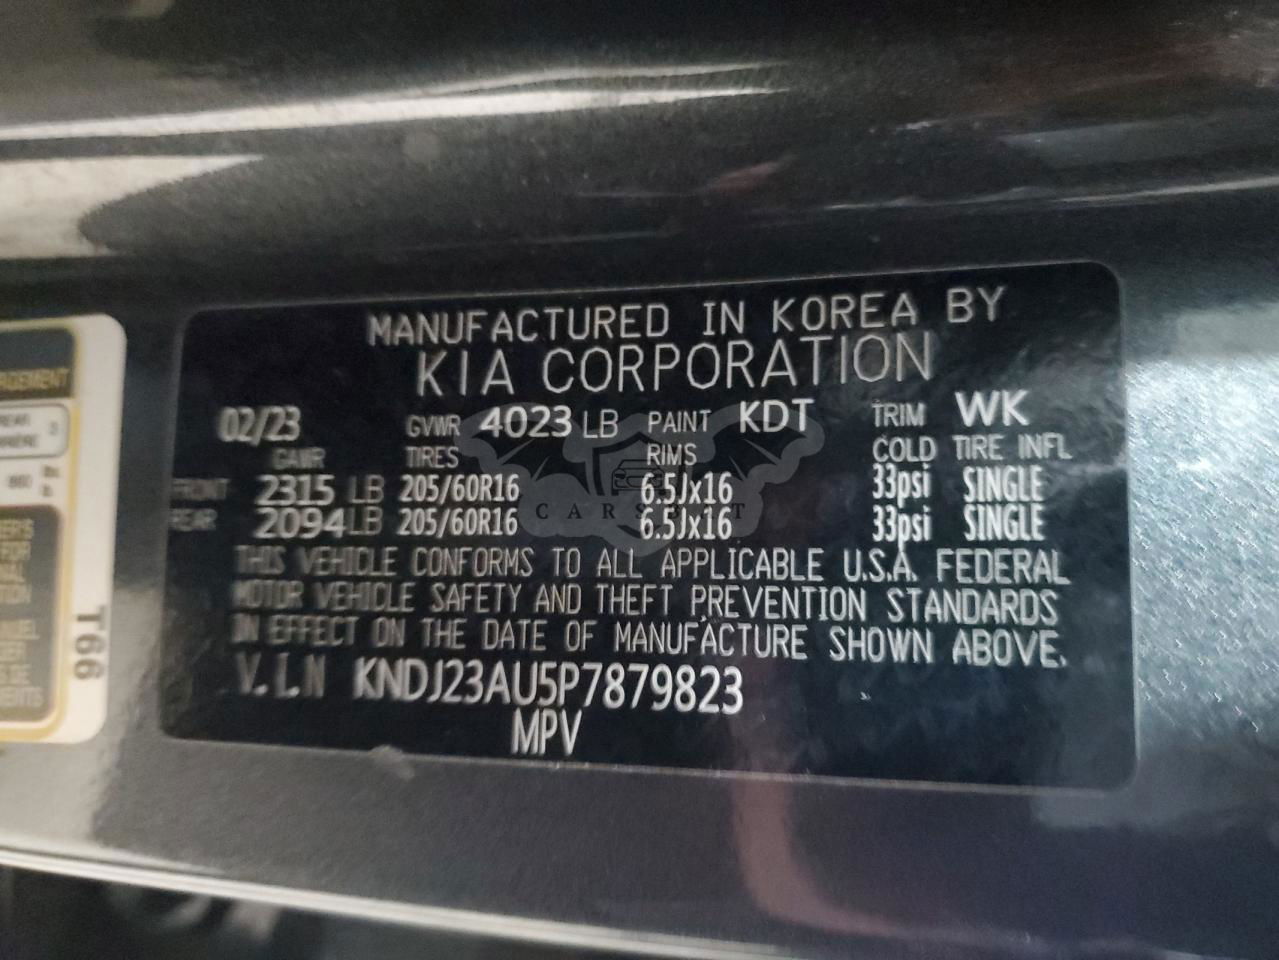 MANUFACTURED IN KOREA BY
KIA CORPORATION
02/23 GVWR 4023 LB PAINT KDT TRIM WK
GAWR TIRES RIMS COLD TIRE INFL
FRONT 2315 LB 205/60R16 6.5Jx16 33psi SINGLE
REAR 2094 LB 205/60R16 6.5Jx16 33psi SINGLE
THIS VEHICLE CONFORMS TO ALL APPLICABLE U.S.A. FEDERAL
MOTOR VEHICLE SAFETY AND THEFT PREVENTION STANDARDS
IN EFFECT ON THE DATE OF MANUFACTURE SHOWN ABOVE.
V.I.N KNDJ23AU5P7879823
MPV
T66
CARSBAT